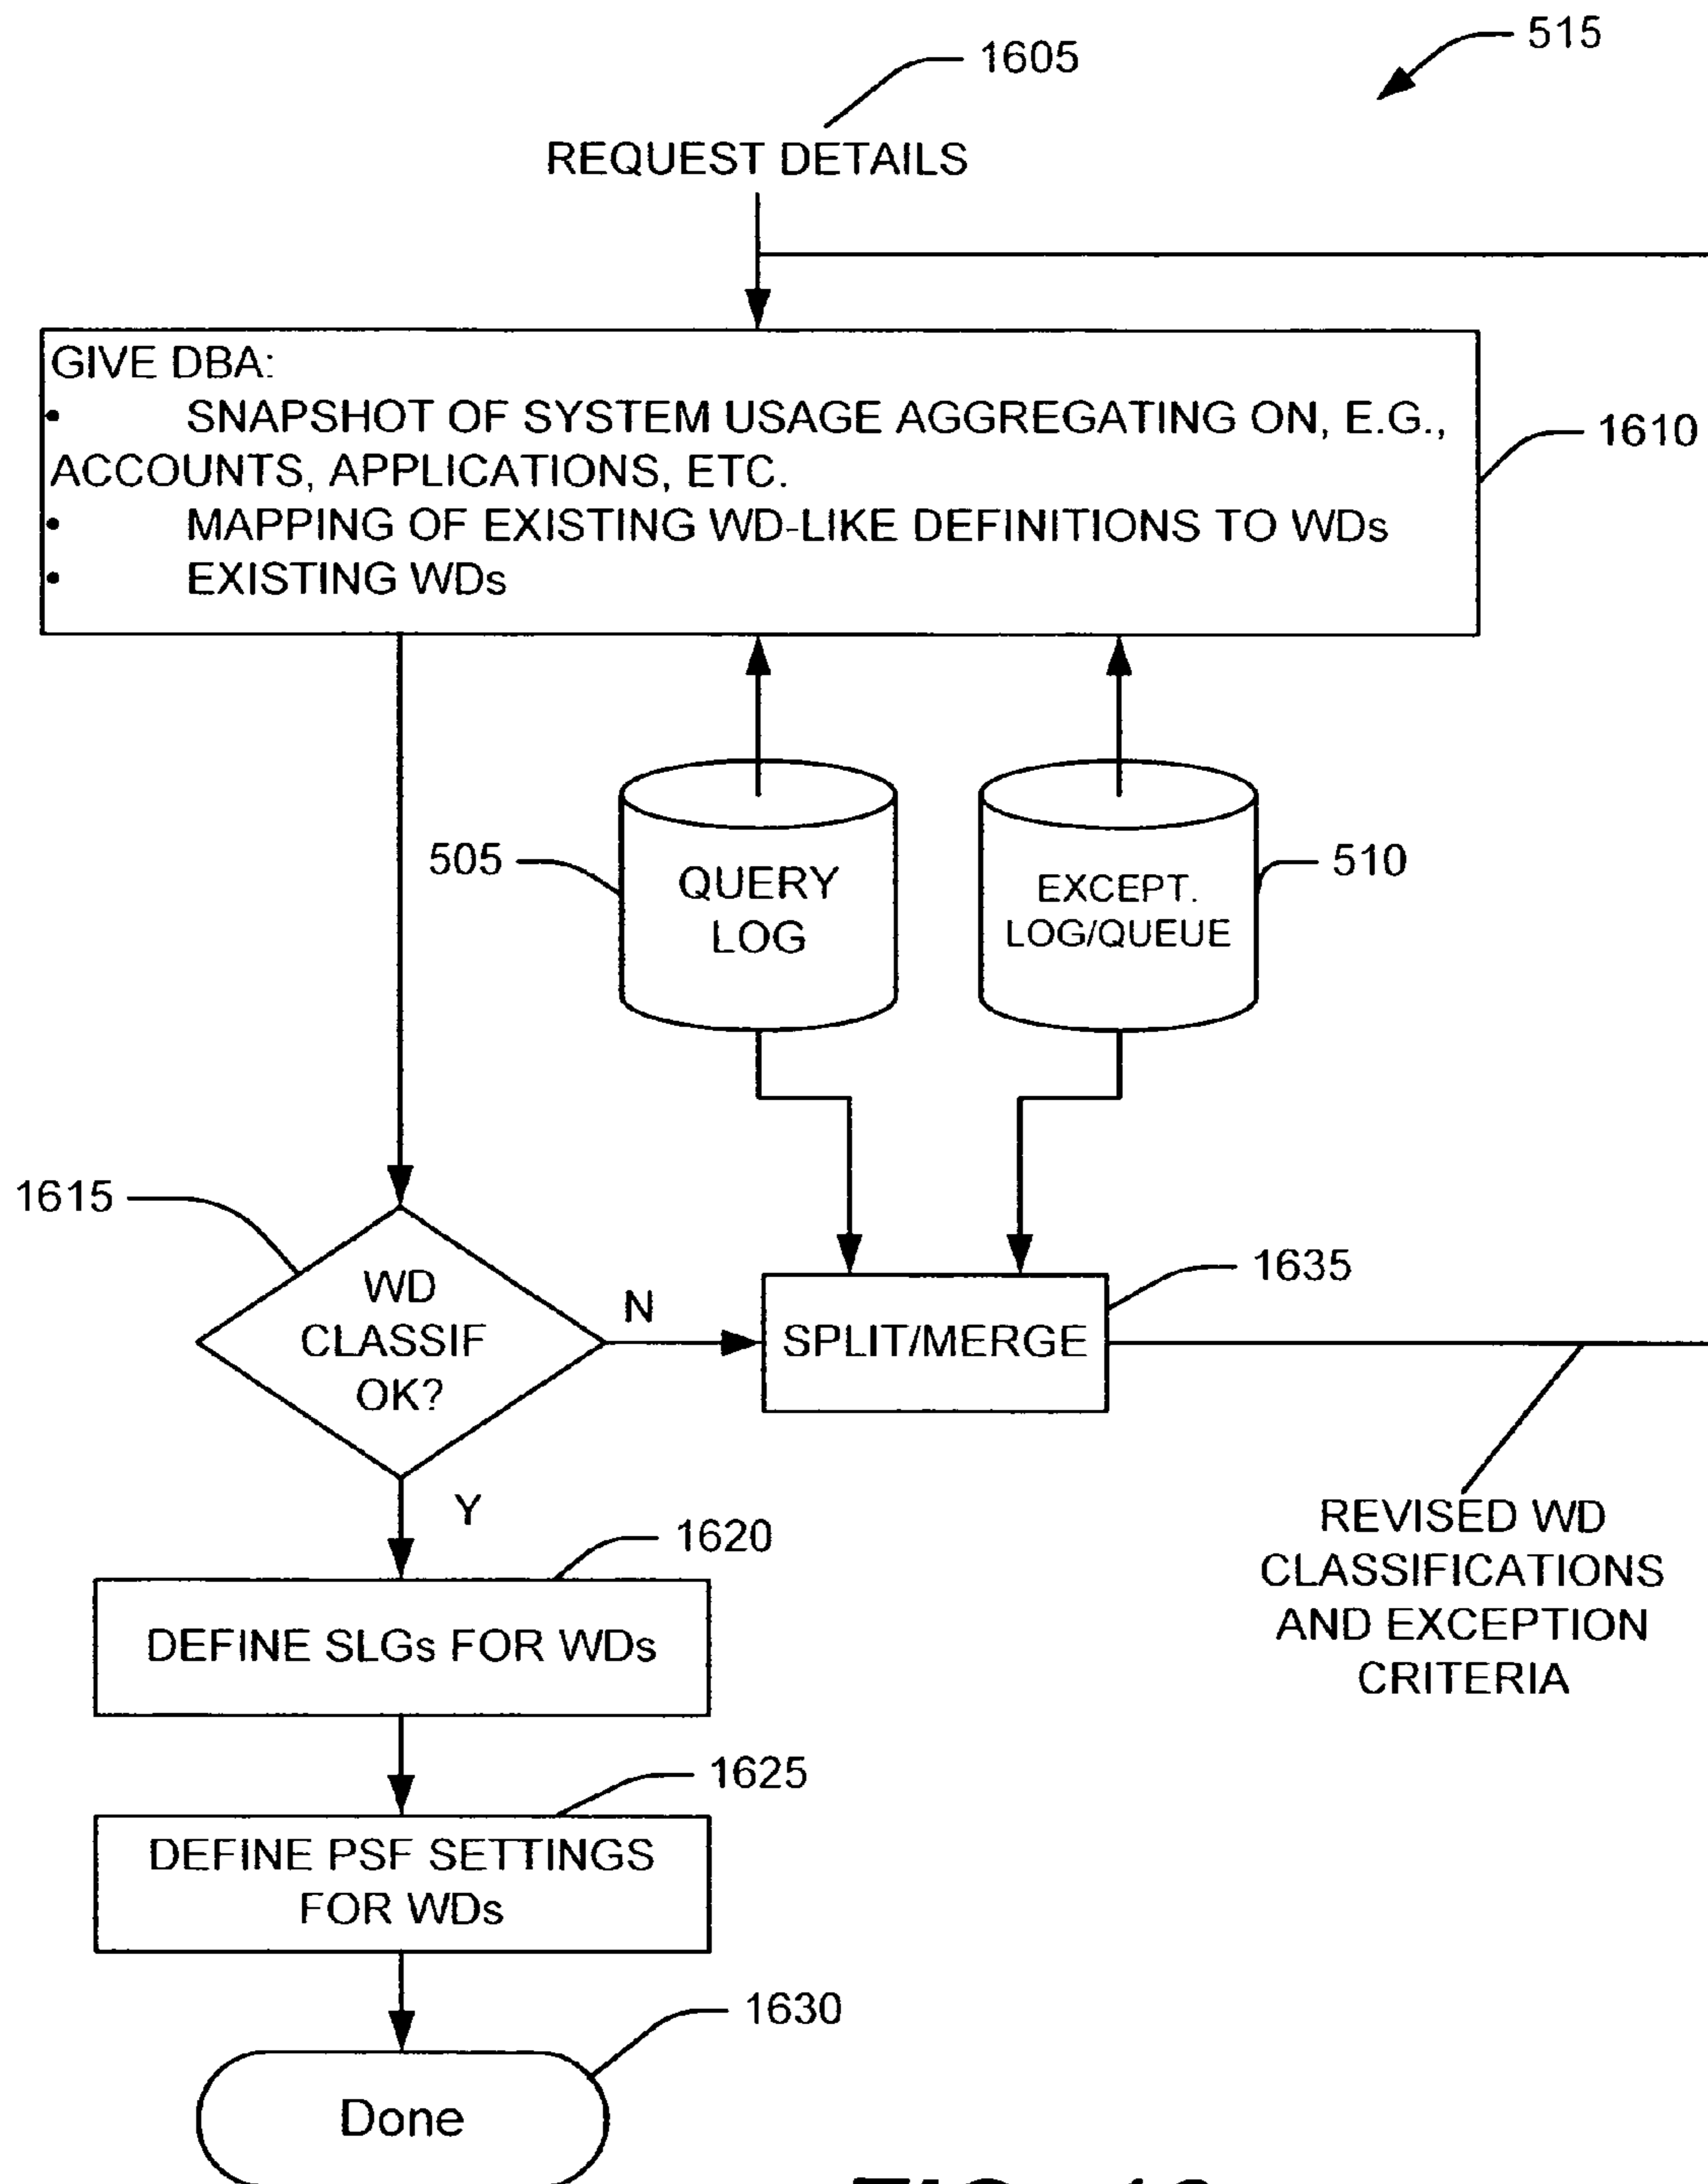 515
1605
REQUEST DETAILS
GIVE DBA:
• SNAPSHOT OF SYSTEM USAGE AGGREGATING ON, E.G.,
ACCOUNTS, APPLICATIONS, ETC.
• MAPPING OF EXISTING WD-LIKE DEFINITIONS TO WDs
• EXISTING WDs
1610
505
QUERY
LOG
EXCEPT.
LOG/QUEUE
510
1615
WD
CLASSIF
OK?
N
SPLIT/MERGE
1635
Y
REVISED WD
CLASSIFICATIONS
AND EXCEPTION
CRITERIA
1620
DEFINE SLGs FOR WDs
1625
DEFINE PSF SETTINGS
FOR WDs
1630
Done